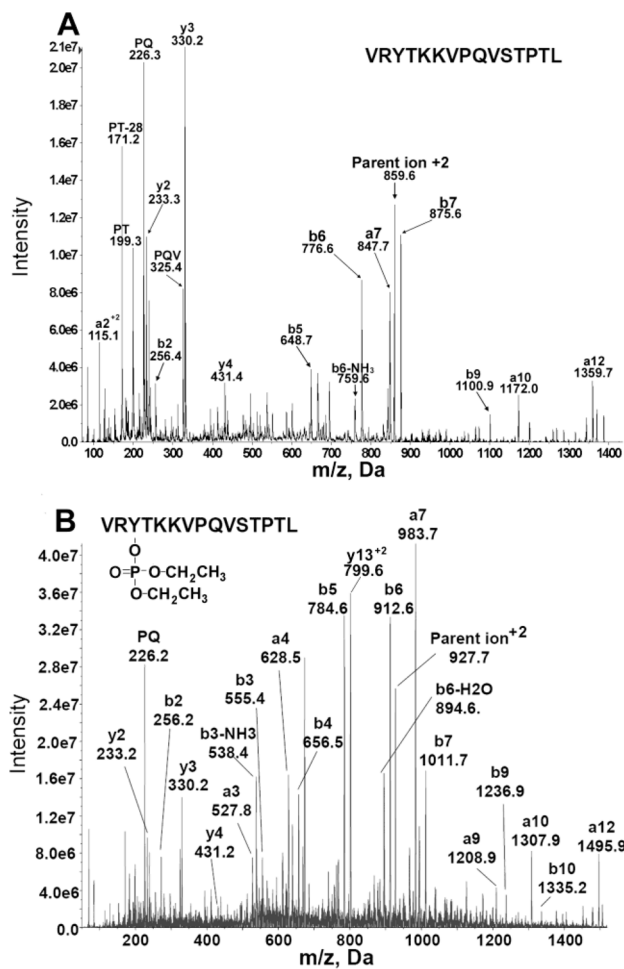 A
VRYTKKVPQVSTPTL
y3
330.2
PQ
226.3
PT-28
171.2
y2
233.3
PT
199.3
PQV
325.4
a2+2
115.1
b2
256.4
y4
431.4
b5
648.7
b6
776.6
b6-NH3
759.6
a7
847.7
Parent ion +2
859.6
b7
875.6
b9
1100.9
a10
1172.0
a12
1359.7
Intensity
2.1e7
2.0e7
1.8e7
1.6e7
1.4e7
1.2e7
1.0e7
8.0e6
6.0e6
4.0e6
2.0e6
0.0
100 200 300 400 500 600 700 800 900 1000 1100 1200 1300 1400
m/z, Da
B
VRYTKKVPQVSTPTL
O
O=P-O-CH2CH3
O-CH2CH3
PQ
226.2
y2
233.2
b2
256.2
y3
330.2
y4
431.2
a3
527.8
b3-NH3
538.4
b3
555.4
a4
628.5
b4
656.5
b5
784.6
y13+2
799.6
b6
912.6
a7
983.7
Parent ion+2
927.7
b6-H2O
894.6.
b7
1011.7
a9
1208.9
b9
1236.9
a10
1307.9
b10
1335.2
a12
1495.9
Intensity
4.0e7
3.6e7
3.2e7
2.8e7
2.4e7
2.0e7
1.6e7
1.2e7
8.0e6
4.0e6
0.0
200 400 600 800 1000 1200 1400
m/z, Da